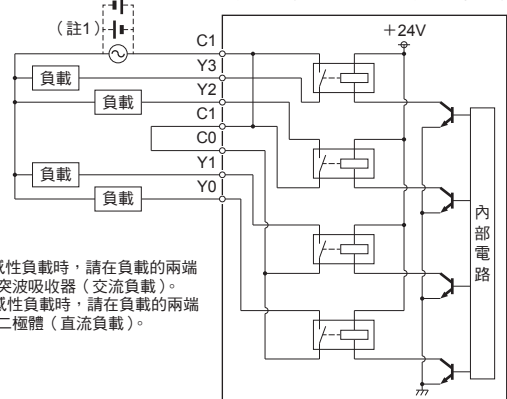 （註1）
+24V
C1
Y3
負載
Y2
負載
C1
C0
Y1
負載
Y0
負載
內部電路
感性負載時，請在負載的兩端
突波吸收器（交流負載）。
感性負載時，請在負載的兩端
二極體（直流負載）。